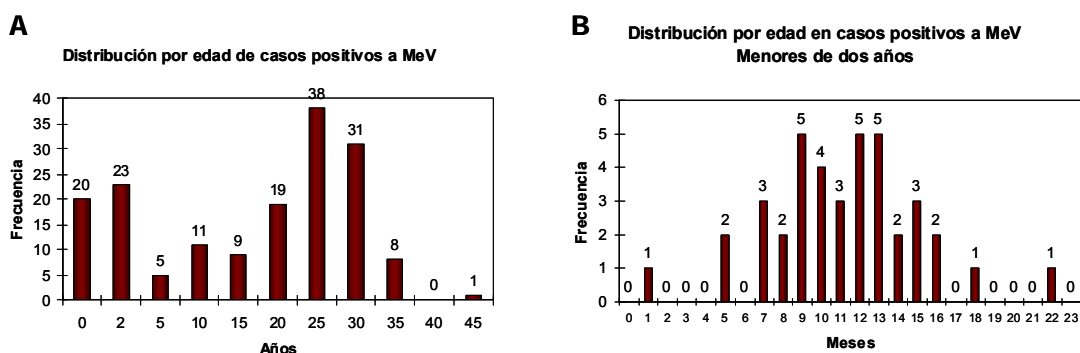 A
Distribución por edad de casos positivos a MeV
Frecuencia
40
35
30
25
20
15
10
5
0
20 23 5 11 9 19 38 31 8 0 1
0 2 5 10 15 20 25 30 35 40 45
Años
B
Distribución por edad en casos positivos a MeV
Menores de dos años
Frecuencia
6
5
4
3
2
1
0
0 1 0 0 0 2 0 3 2 5 4 3 5 5 2 3 2 0 1 0 0 0 1 0
0 1 2 3 4 5 6 7 8 9 10 11 12 13 14 15 16 17 18 19 20 21 22 23
Meses